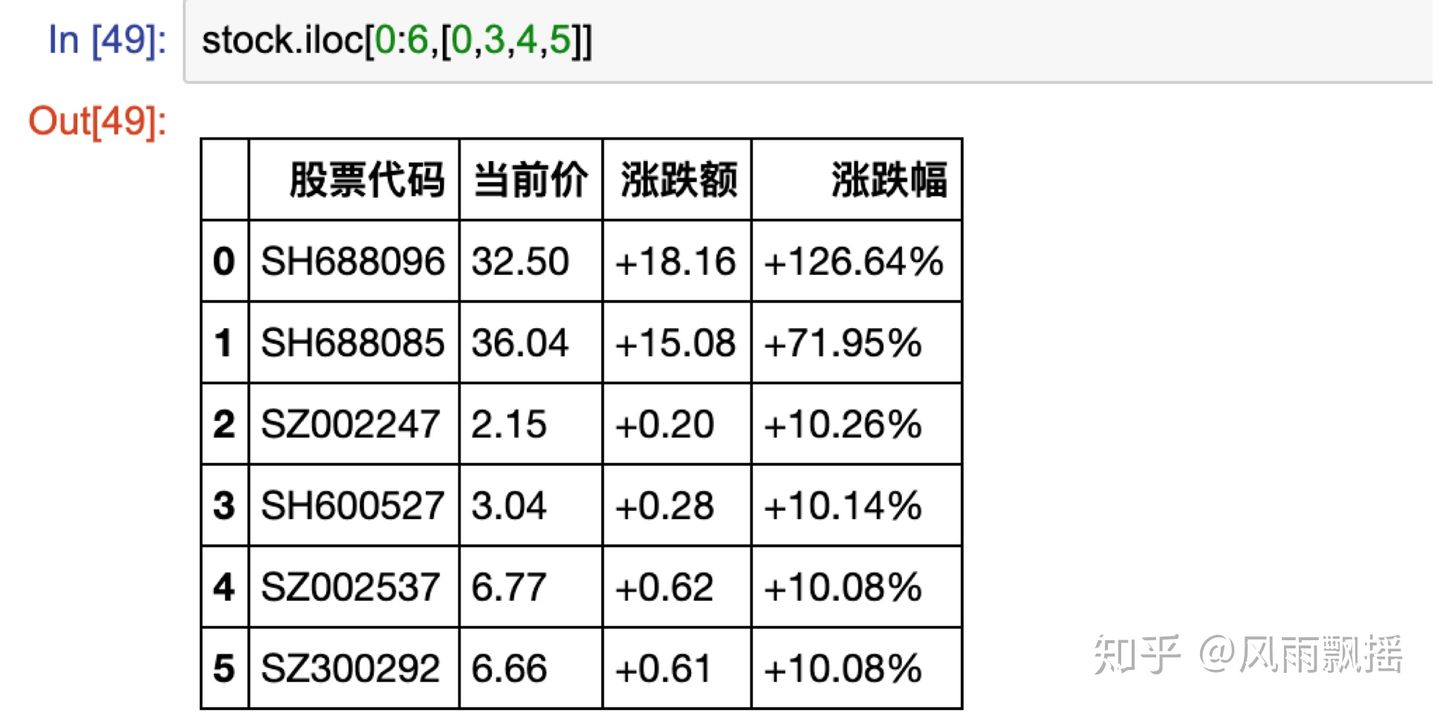 In [49]: stock.iloc[0:6,[0,3,4,5]]
Out[49]:
股票代码 当前价 涨跌额 涨跌幅
0 SH688096 32.50 +18.16 +126.64%
1 SH688085 36.04 +15.08 +71.95%
2 SZ002247 2.15 +0.20 +10.26%
3 SH600527 3.04 +0.28 +10.14%
4 SZ002537 6.77 +0.62 +10.08%
5 SZ300292 6.66 +0.61 +10.08%
知乎 @风雨飘摇